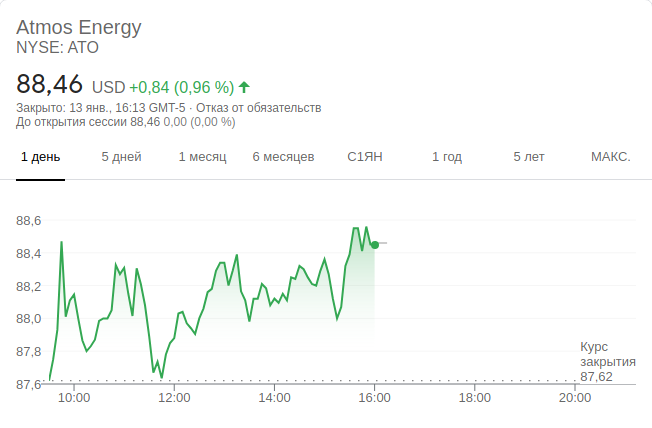 Atmos Energy
NYSE: ATO
88,46 USD +0,84 (0,96 %)
Закрыто: 13 янв., 16:13 GMT-5 · Отказ от обязательств
До открытия сессии 88,46 0,00 (0,00 %)
1 день 5 дней 1 месяц 6 месяцев С1ЯН 1 год 5 лет МАКС.
88,6
88,4
88,2
88,0
87,8
87,6
Курс
закрытия
87,62
10:00 12:00 14:00 16:00 18:00 20:00